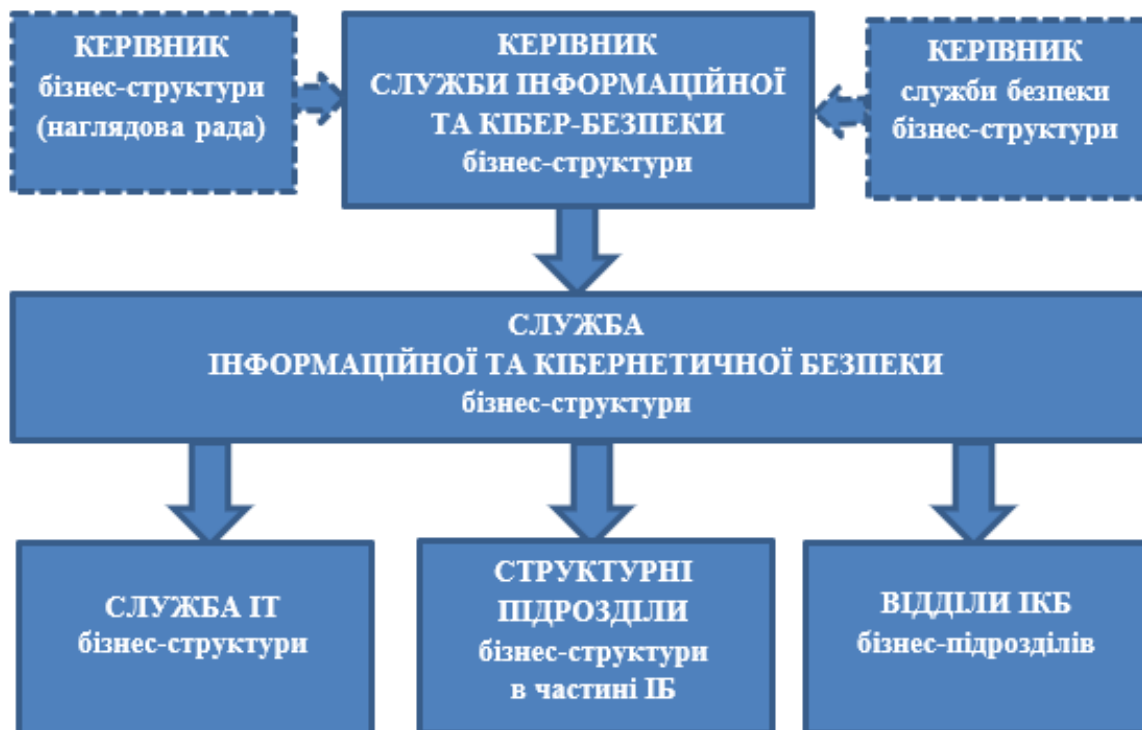 КЕРІВНИК
бізнес-структури
(наглядова рада)
КЕРІВНИК
СЛУЖБИ ІНФОРМАЦІЙНОЇ
ТА КІБЕР-БЕЗПЕКИ
бізнес-структури
КЕРІВНИК
служби безпеки
бізнес-структури
СЛУЖБА
ІНФОРМАЦІЙНОЇ ТА КІБЕРНЕТИЧНОЇ БЕЗПЕКИ
бізнес-структури
СЛУЖБА ІТ
бізнес-структури
СТРУКТУРНІ
ПІДРОЗДІЛИ
бізнес-структури
в частині ІБ
ВІДДІЛИ ІКБ
бізнес-підрозділів